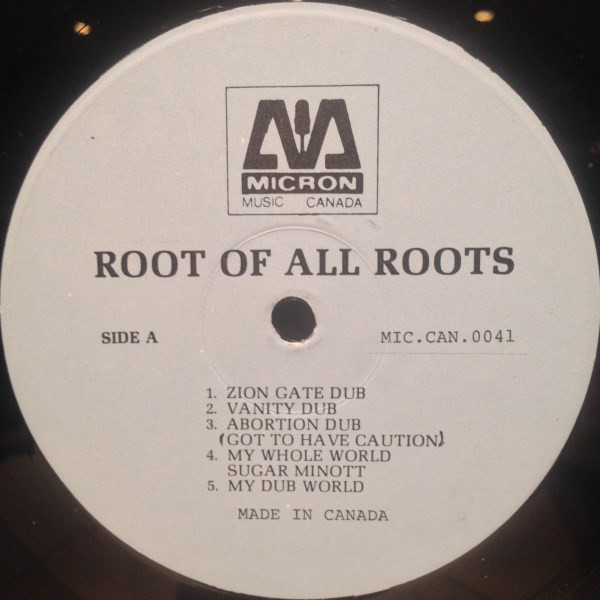 MICRON
MUSIC CANADA
ROOT OF ALL ROOTS
SIDE A
MIC.CAN.0041
1. ZION GATE DUB
2. VANITY DUB
3. ABORTION DUB
(GOT TO HAVE CAUTION)
4. MY WHOLE WORLD
SUGAR MINOTT
5. MY DUB WORLD
MADE IN CANADA